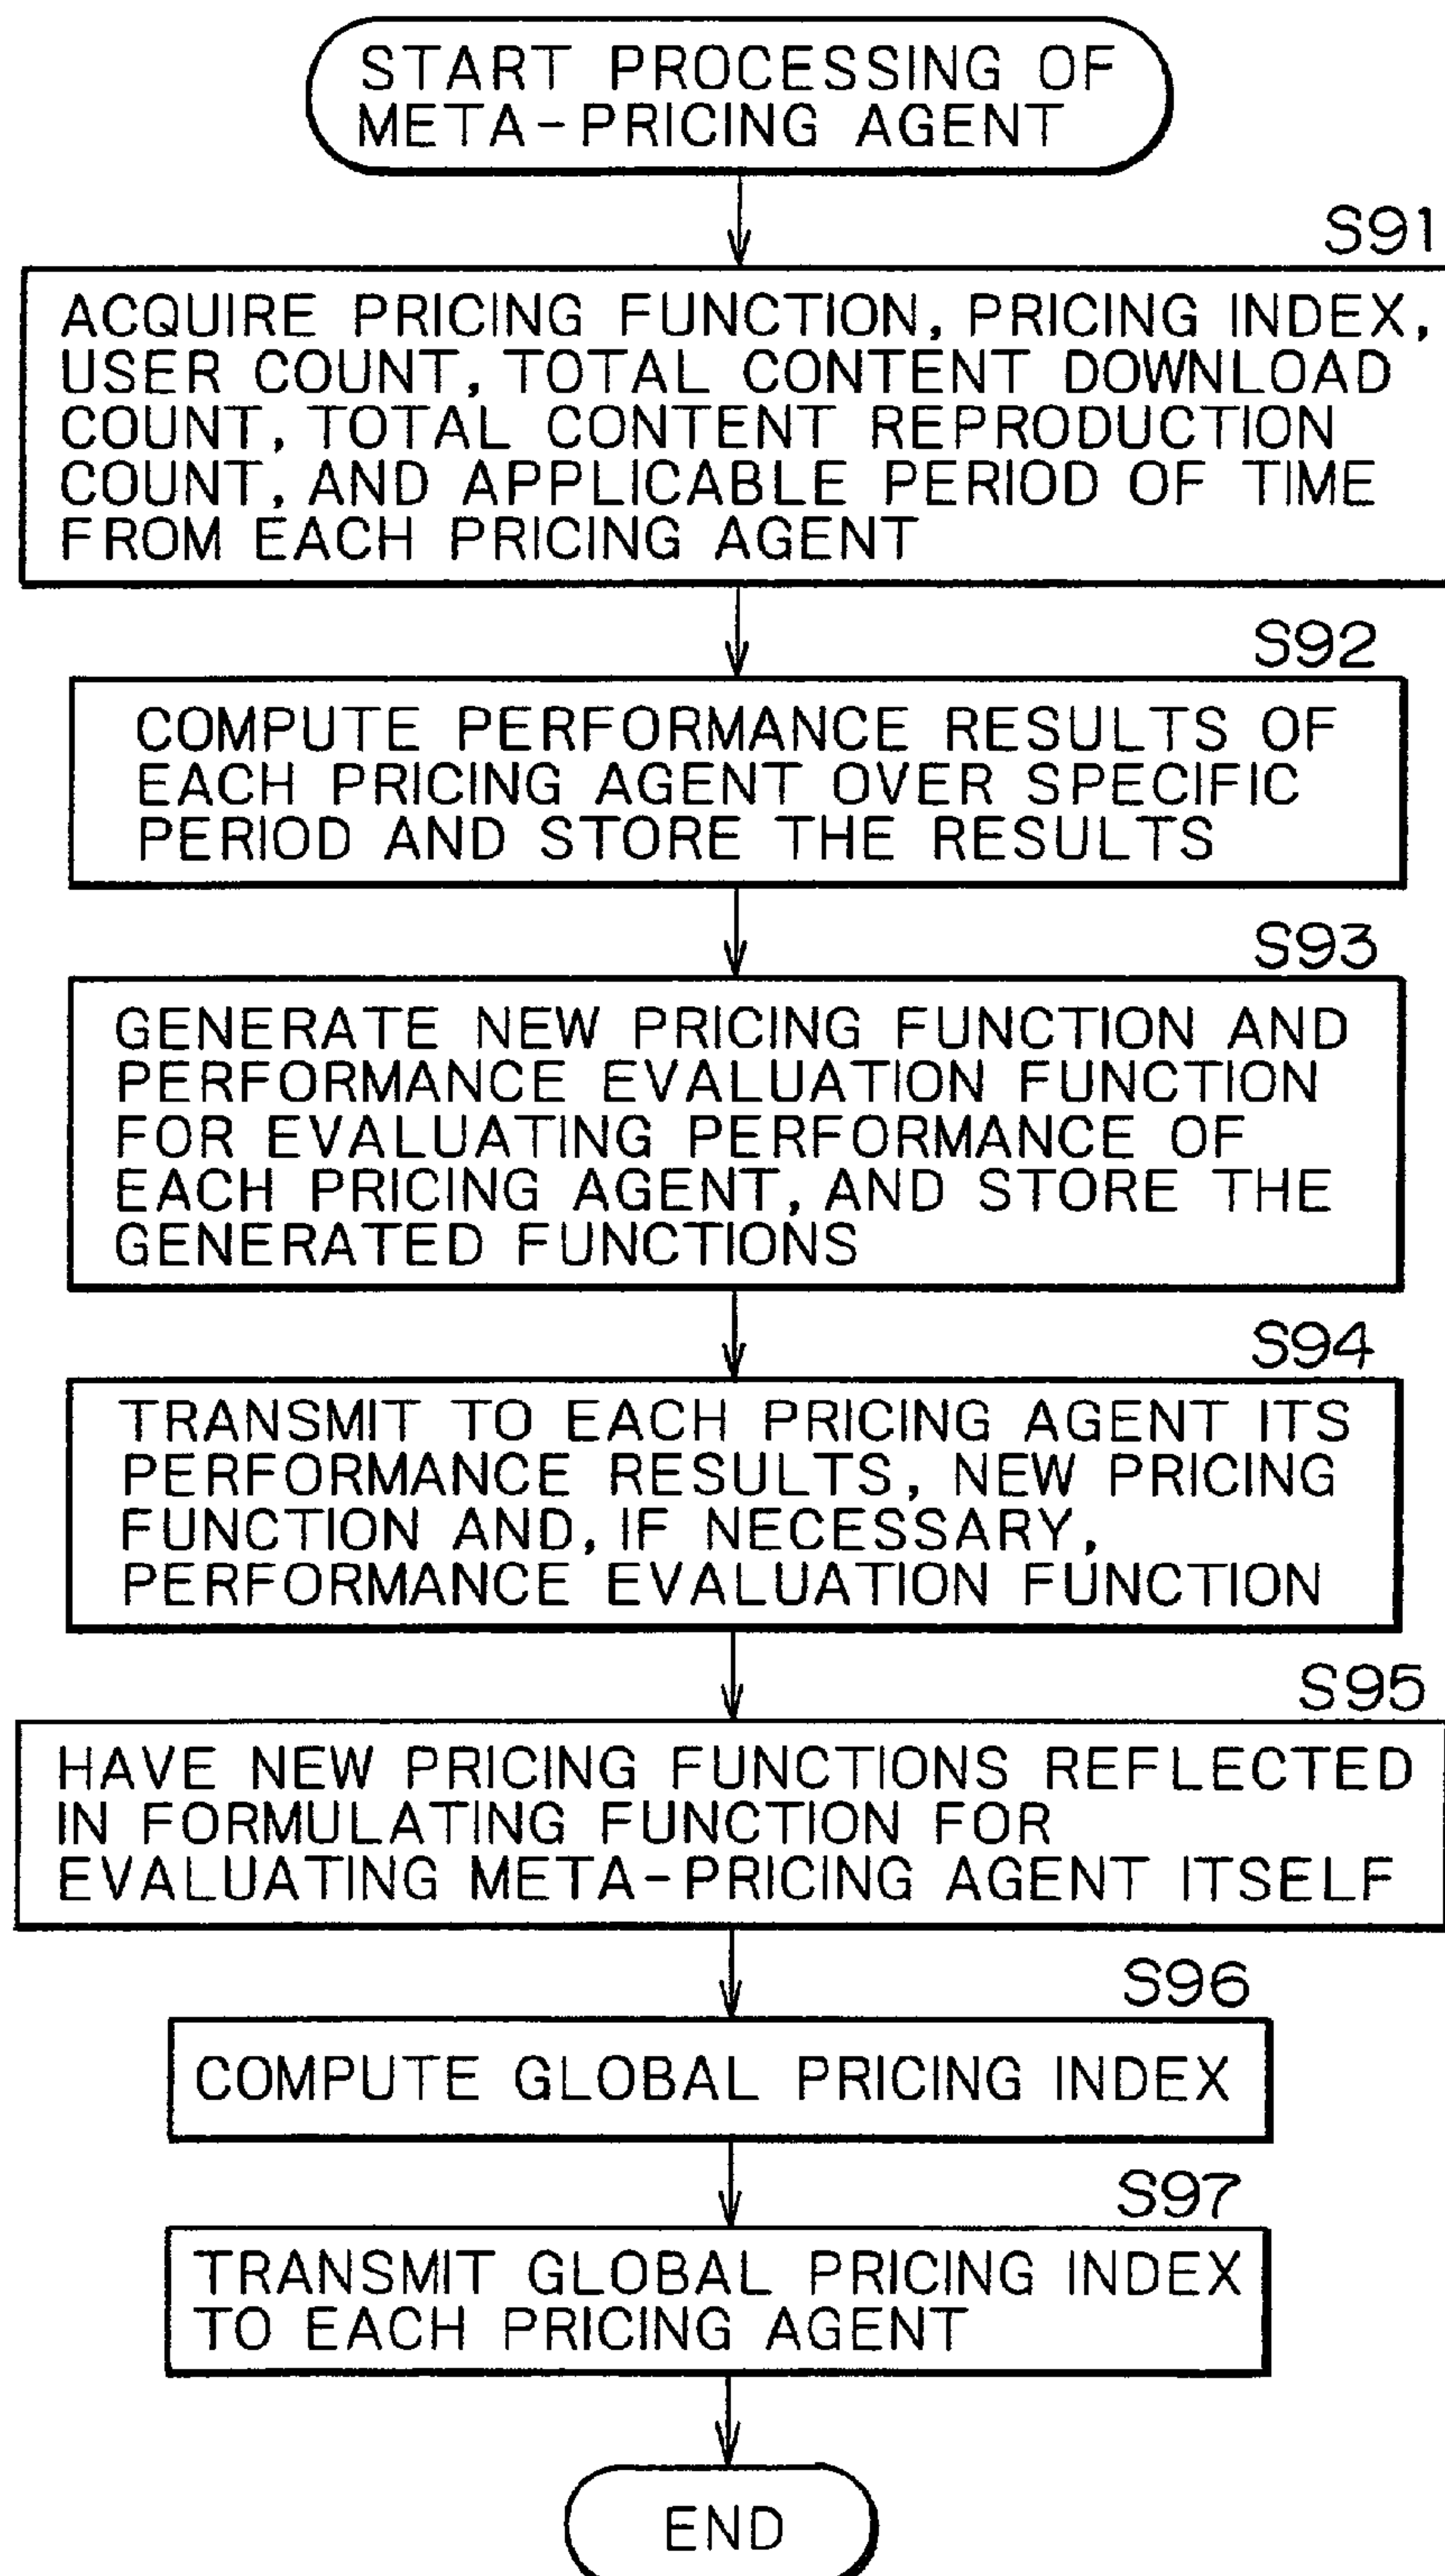 START PROCESSING OF
META-PRICING AGENT
S91
ACQUIRE PRICING FUNCTION, PRICING INDEX,
USER COUNT, TOTAL CONTENT DOWNLOAD
COUNT, TOTAL CONTENT REPRODUCTION
COUNT, AND APPLICABLE PERIOD OF TIME
FROM EACH PRICING AGENT
S92
COMPUTE PERFORMANCE RESULTS OF
EACH PRICING AGENT OVER SPECIFIC
PERIOD AND STORE THE RESULTS
S93
GENERATE NEW PRICING FUNCTION AND
PERFORMANCE EVALUATION FUNCTION
FOR EVALUATING PERFORMANCE OF
EACH PRICING AGENT, AND STORE THE
GENERATED FUNCTIONS
S94
TRANSMIT TO EACH PRICING AGENT ITS
PERFORMANCE RESULTS, NEW PRICING
FUNCTION AND, IF NECESSARY,
PERFORMANCE EVALUATION FUNCTION
S95
HAVE NEW PRICING FUNCTIONS REFLECTED
IN FORMULATING FUNCTION FOR
EVALUATING META-PRICING AGENT ITSELF
S96
COMPUTE GLOBAL PRICING INDEX
S97
TRANSMIT GLOBAL PRICING INDEX
TO EACH PRICING AGENT
END